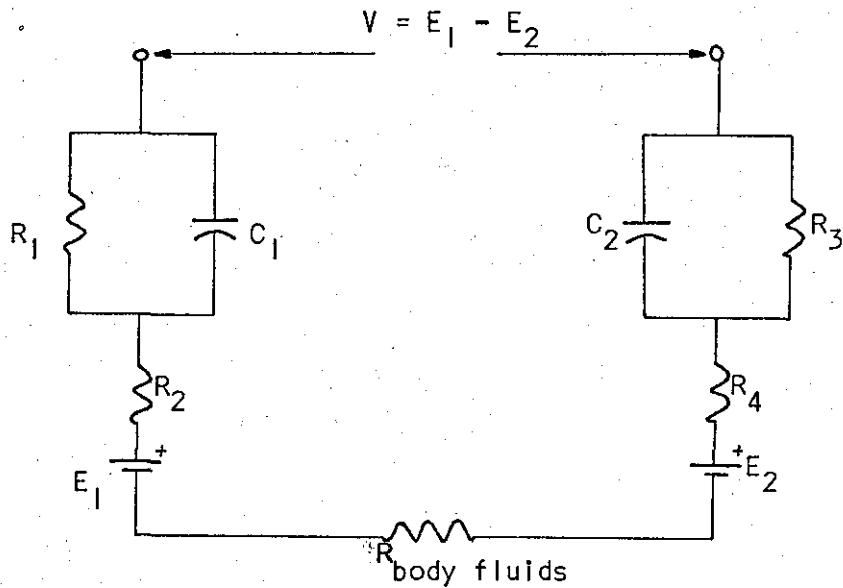 V = E₁ - E₂
R₁
C₁
C₂
R₃
R₂
R₄
+
E₁
+
E₂
R body fluids